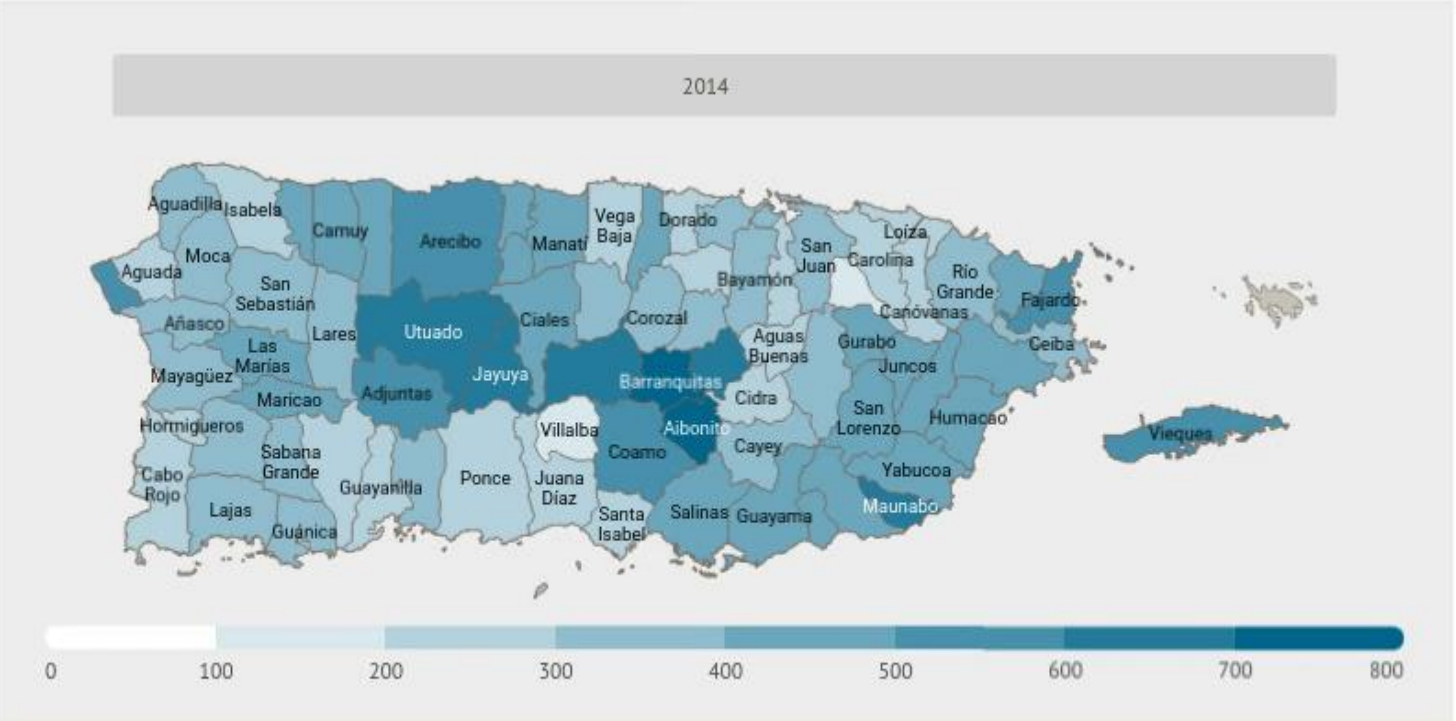 2014
Aguadilla
Isabela
Camuy
Arecibo
Manatí
Vega
Baja
Dorado
San
Juan
Loíza
Carolina
Moca
Aguada
San
Sebastián
Bayamón
Río
Grande
Fajardo
Canóvanas
Añasco
Lares
Utuado
Ciales
Corozal
Aguas
Buenas
Gurabo
Ceiba
Las
Marías
Juncos
Mayagüez
Jayuya
Barranquitas
Adjuntas
Maricao
Cidra
San
Lorenzo
Humacao
Hormigueros
Villalba
Aibonito
Vieques
Coamo
Cayey
Sabana
Grande
Cabo
Rojo
Guayanilla
Ponce
Juana
Díaz
Yabucoa
Lajas
Guánica
Santa
Isabel
Salinas
Guayama
Maunabo
0 100 200 300 400 500 600 700 800